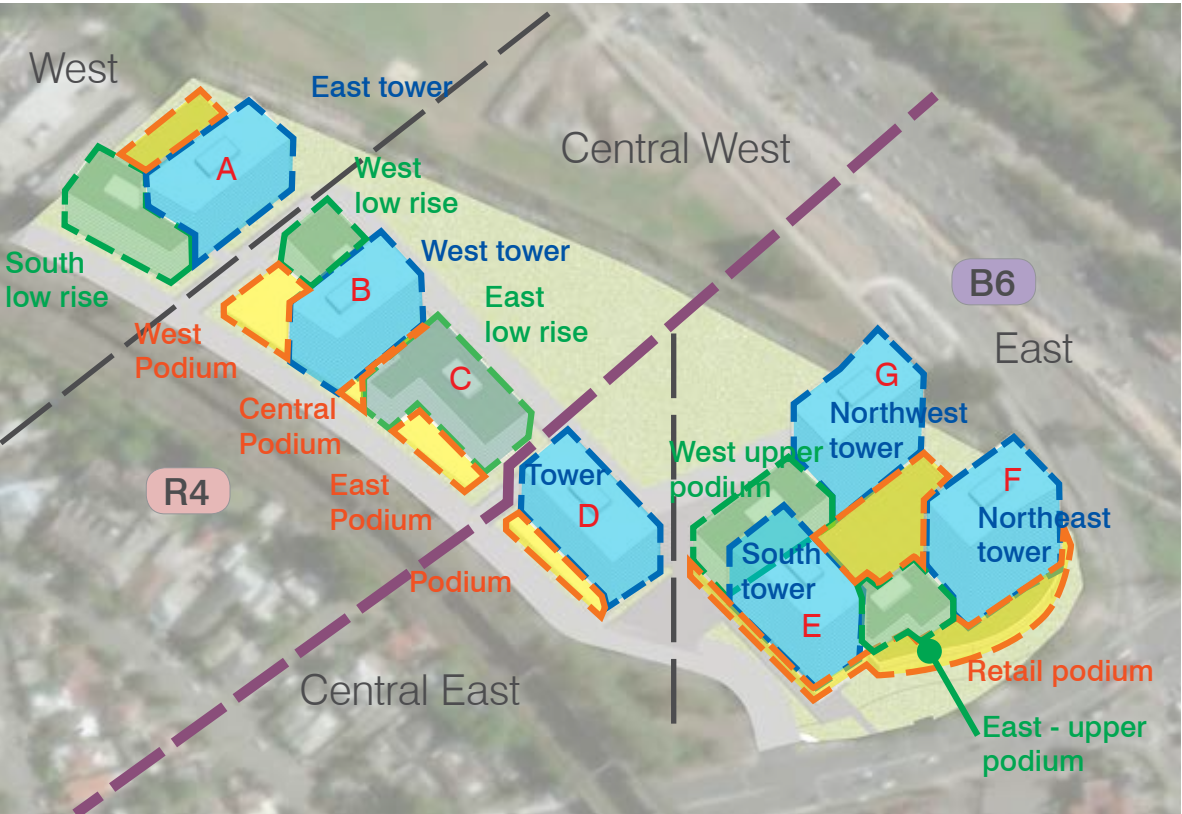 West
East tower
Central West
A
West
low rise
South
low rise
West tower
B
B6
East
low rise
East
West
Podium
C
G
Northwest
tower
Central
Podium
West upper
podium
R4
East
Podium
Tower
D
F
Northeast
tower
South
tower
Podium
E
Central East
Retail podium
East - upper
podium